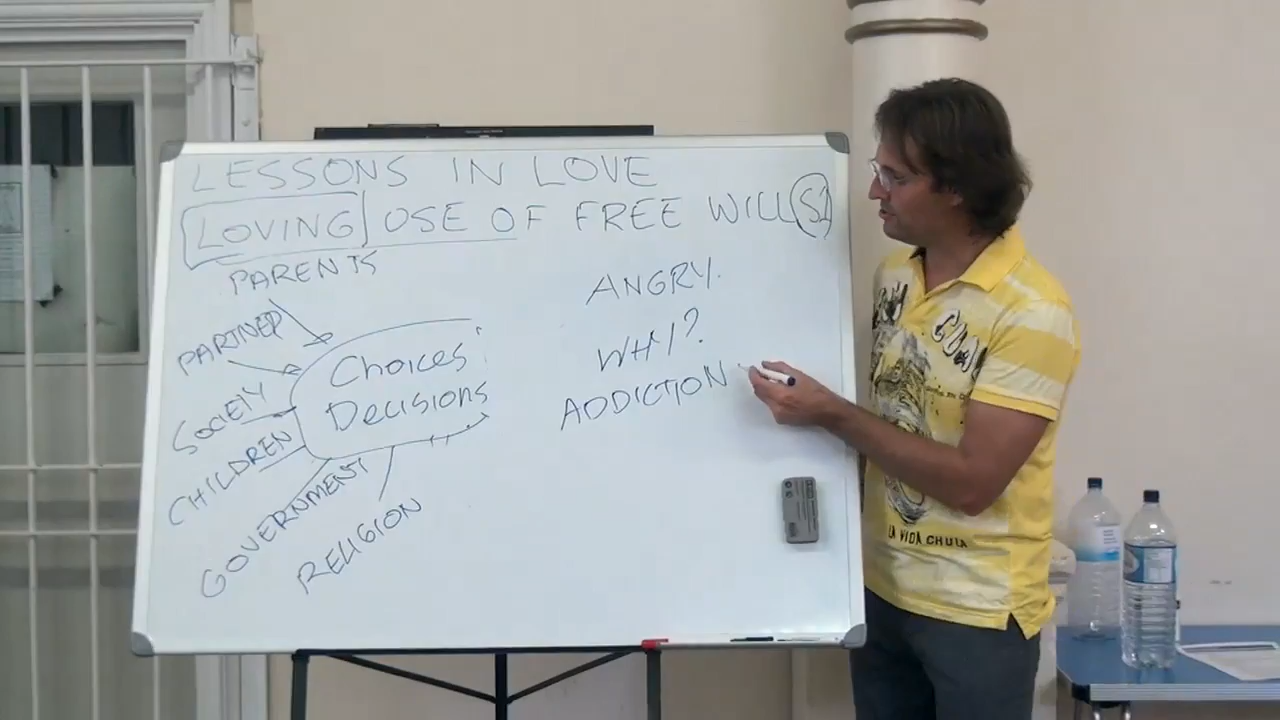 LESSONS IN LOVE
LOVING USE OF FREE WILL S1
PARENTS
PARTNER
SOCIETY
CHILDREN
GOVERNMENT
RELIGION
Choices
Decisions
ANGRY.
WHY?
ADDICTION
LA VIDA CHULA